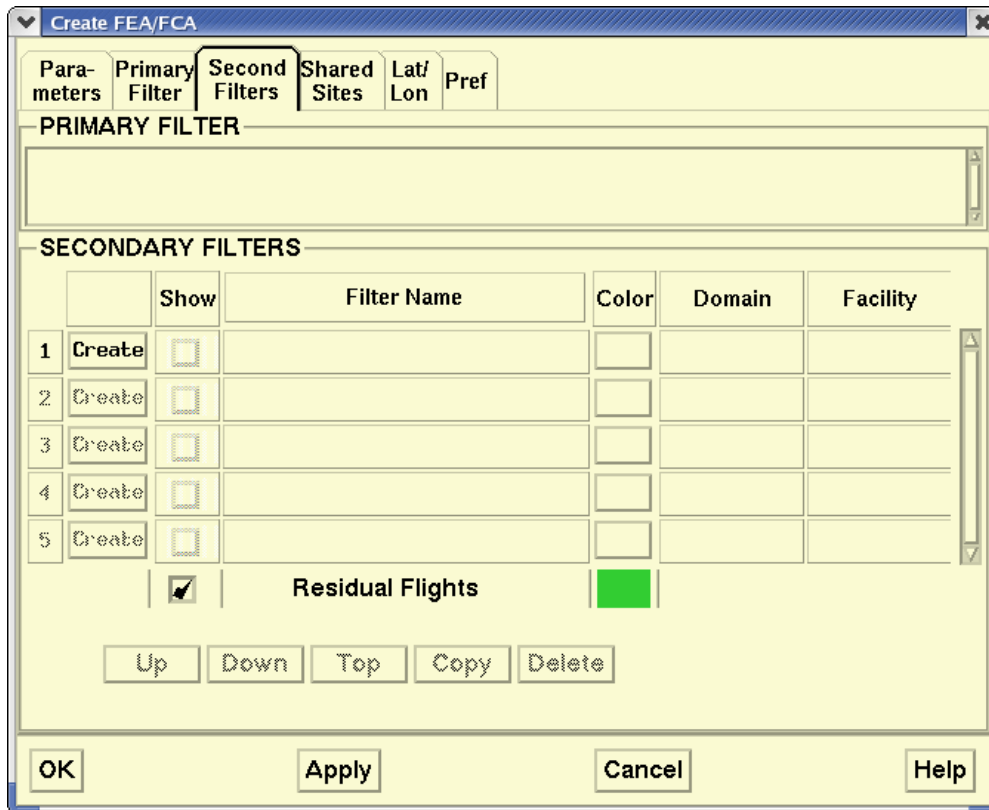 Create FEA/FCA
Para-meters Primary Filter Second Filters Shared Sites Lat/Lon Pref
PRIMARY FILTER
SECONDARY FILTERS
Show Filter Name Color Domain Facility
1 Create
2 Create
3 Create
4 Create
5 Create
Residual Flights
Up Down Top Copy Delete
OK Apply Cancel Help